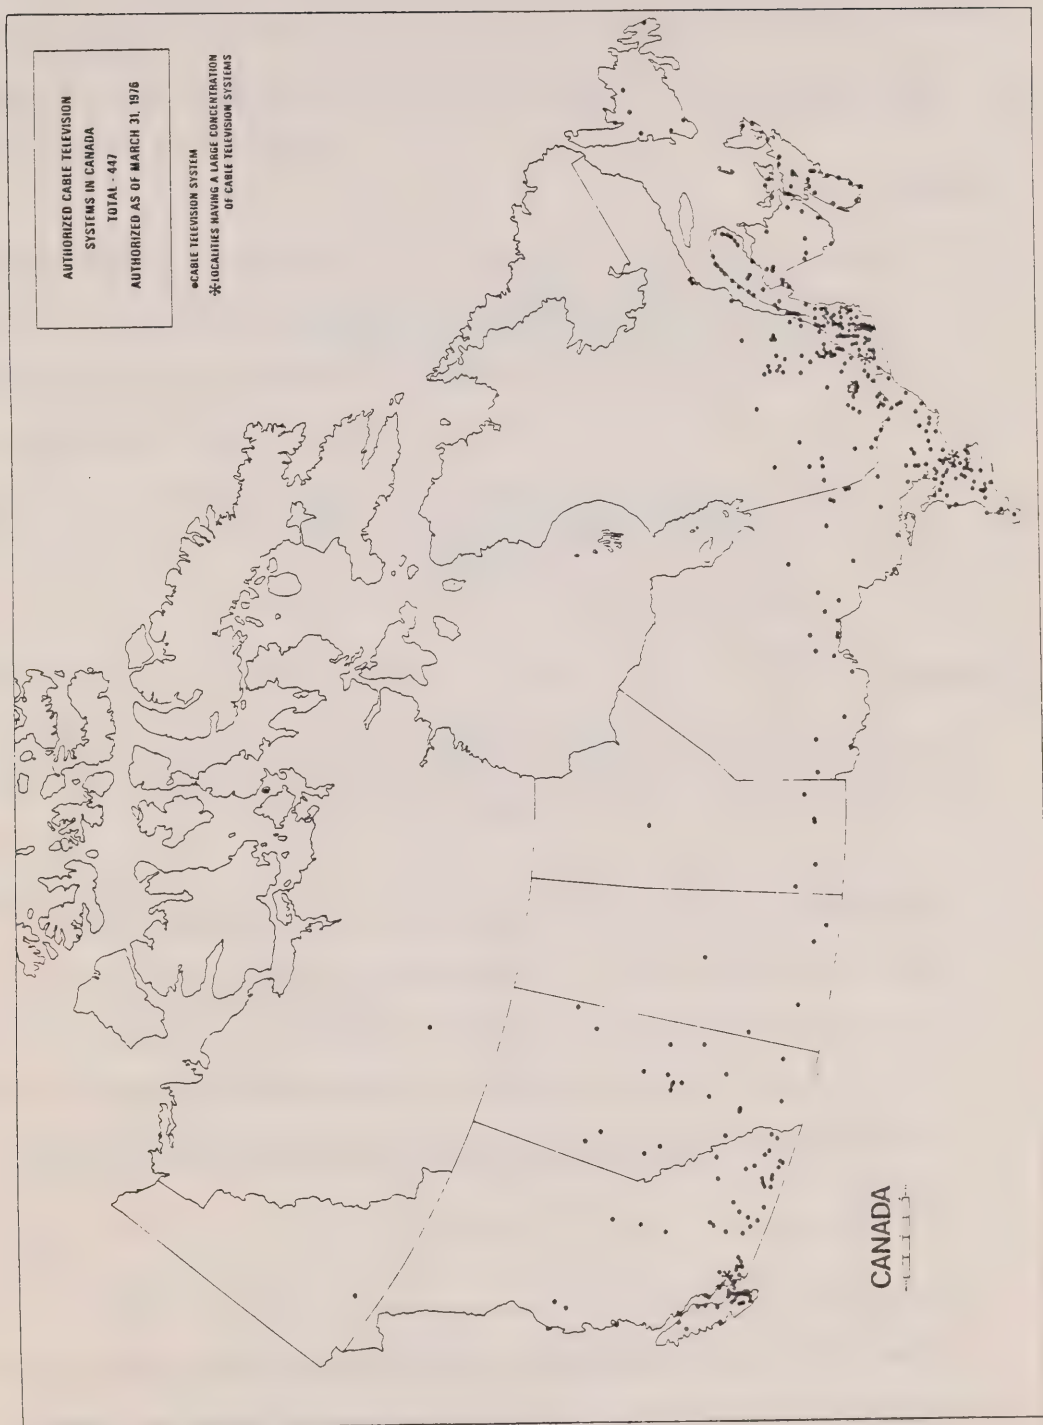 AUTHORIZED CABLE TELEVISION
SYSTEMS IN CANADA
TOTAL - 447
AUTHORIZED AS OF MARCH 31, 1976
●CABLE TELEVISION SYSTEM
✳LOCALITIES HAVING A LARGE CONCENTRATION
OF CABLE TELEVISION SYSTEMS
CANADA